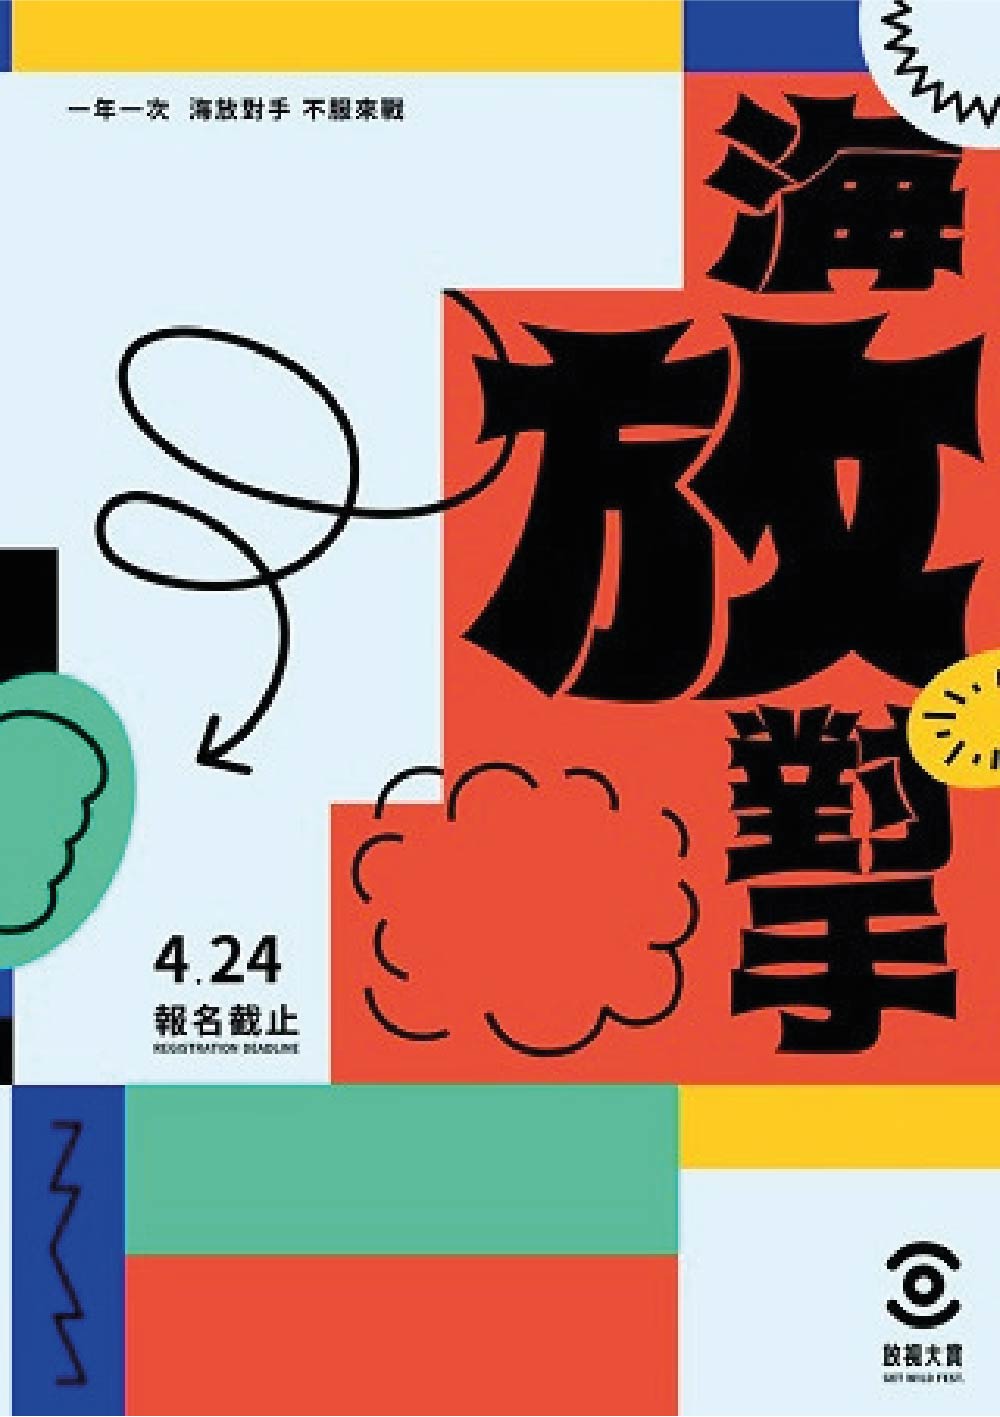 一年一次 海放對手 不服來戰
海
放
對
手
4.24
報名截止
REGISTRATION DEADLINE
放視大賞
GET WILD FEST.